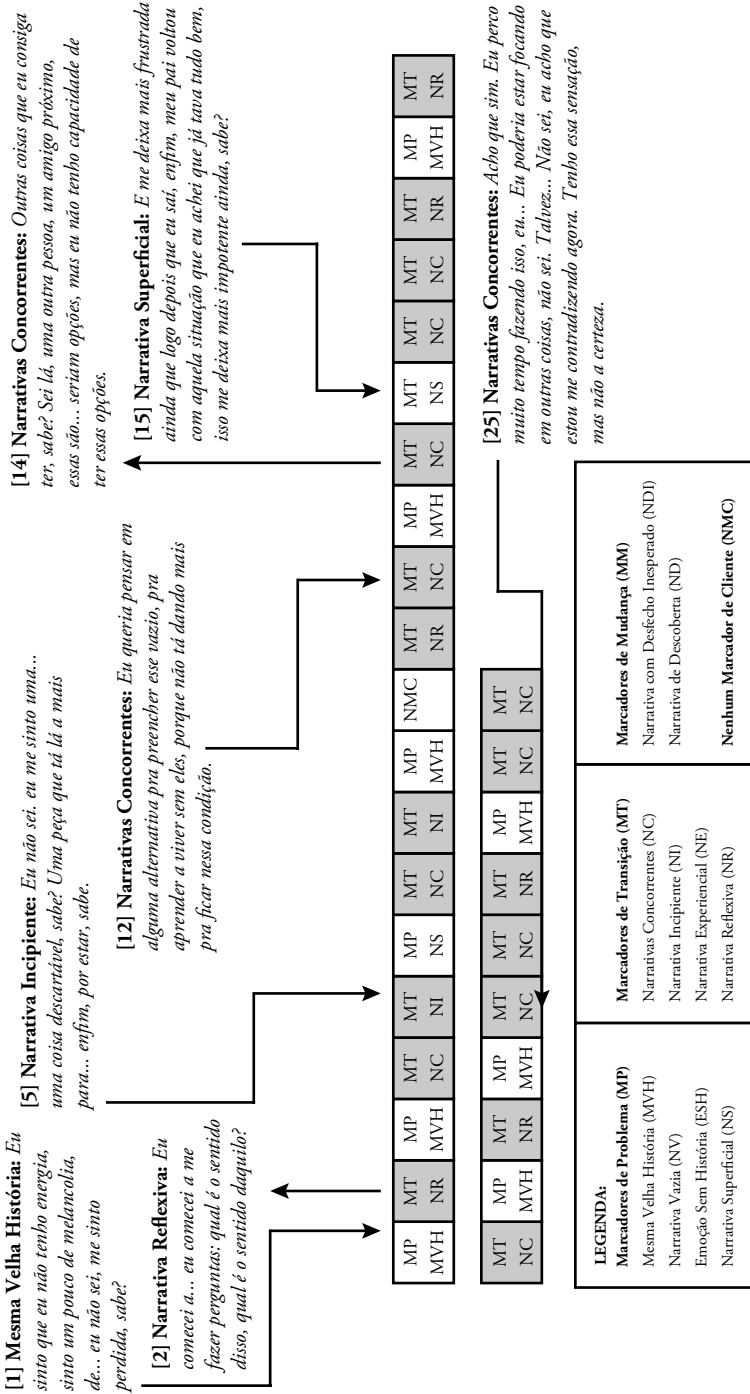 [1] Mesma Velha História: Eu
sinto que eu não tenho energia,
sinto um pouco de melancolia,
de... eu não sei, me sinto
perdida, sabe?
[2] Narrativa Reflexiva: Eu
comecei a... eu comecei a me
fazer perguntas: qual é o sentido
disso, qual é o sentido daquilo?
[5] Narrativa Incipiente: Eu não sei. eu me sinto uma...
uma coisa descartável, sabe? Uma peça que tá lá a mais
para... enfim, por estar, sabe.
[12] Narrativas Concorrentes: Eu queria pensar em
alguma alternativa pra preencher esse vazio, pra
aprender a viver sem eles, porque não tá dando mais
pra ficar nessa condição.
[14] Narrativas Concorrentes: Outras coisas que eu consiga
ter, sabe? Sei lá, uma outra pessoa, um amigo próximo,
essas são... seriam opções, mas eu não tenho capacidade de
ter essas opções.
[15] Narrativa Superficial: E me deixa mais frustrada
ainda que logo depois que eu saí, enfim, meu pai voltou
com aquela situação que eu achei que já tava tudo bem,
isso me deixa mais impotente ainda, sabe?
MP MT MP MT MT MP MT MT MP NMC MT MT MP MT MT MT MT MT MP MT
MVH NR MVH NC NI NS NC NI MVH NR NC MVH NC NS NC NC NR MVH NR
MT MP MT MP MT MT MT MP MT MT
NC MVH NR MVH NC NC NR MVH NC NC
[25] Narrativas Concorrentes: Acho que sim. Eu perco
muito tempo fazendo isso, eu... Eu poderia estar focando
em outras coisas, não sei. Talvez... Não sei, eu acho que
estou me contradizendo agora. Tenho essa sensação,
mas não a certeza.
LEGENDA:
Marcadores de Problema (MP)
Mesma Velha História (MVH)
Narrativa Vazia (NV)
Emoção Sem História (ESH)
Narrativa Superficial (NS)
Marcadores de Transição (MT)
Narrativas Concorrentes (NC)
Narrativa Incipiente (NI)
Narrativa Experiencial (NE)
Narrativa Reflexiva (NR)
Marcadores de Mudança (MM)
Narrativa com Desfecho Inesperado (NDI)
Narrativa de Descoberta (ND)
Nenhum Marcador de Cliente (NMC)